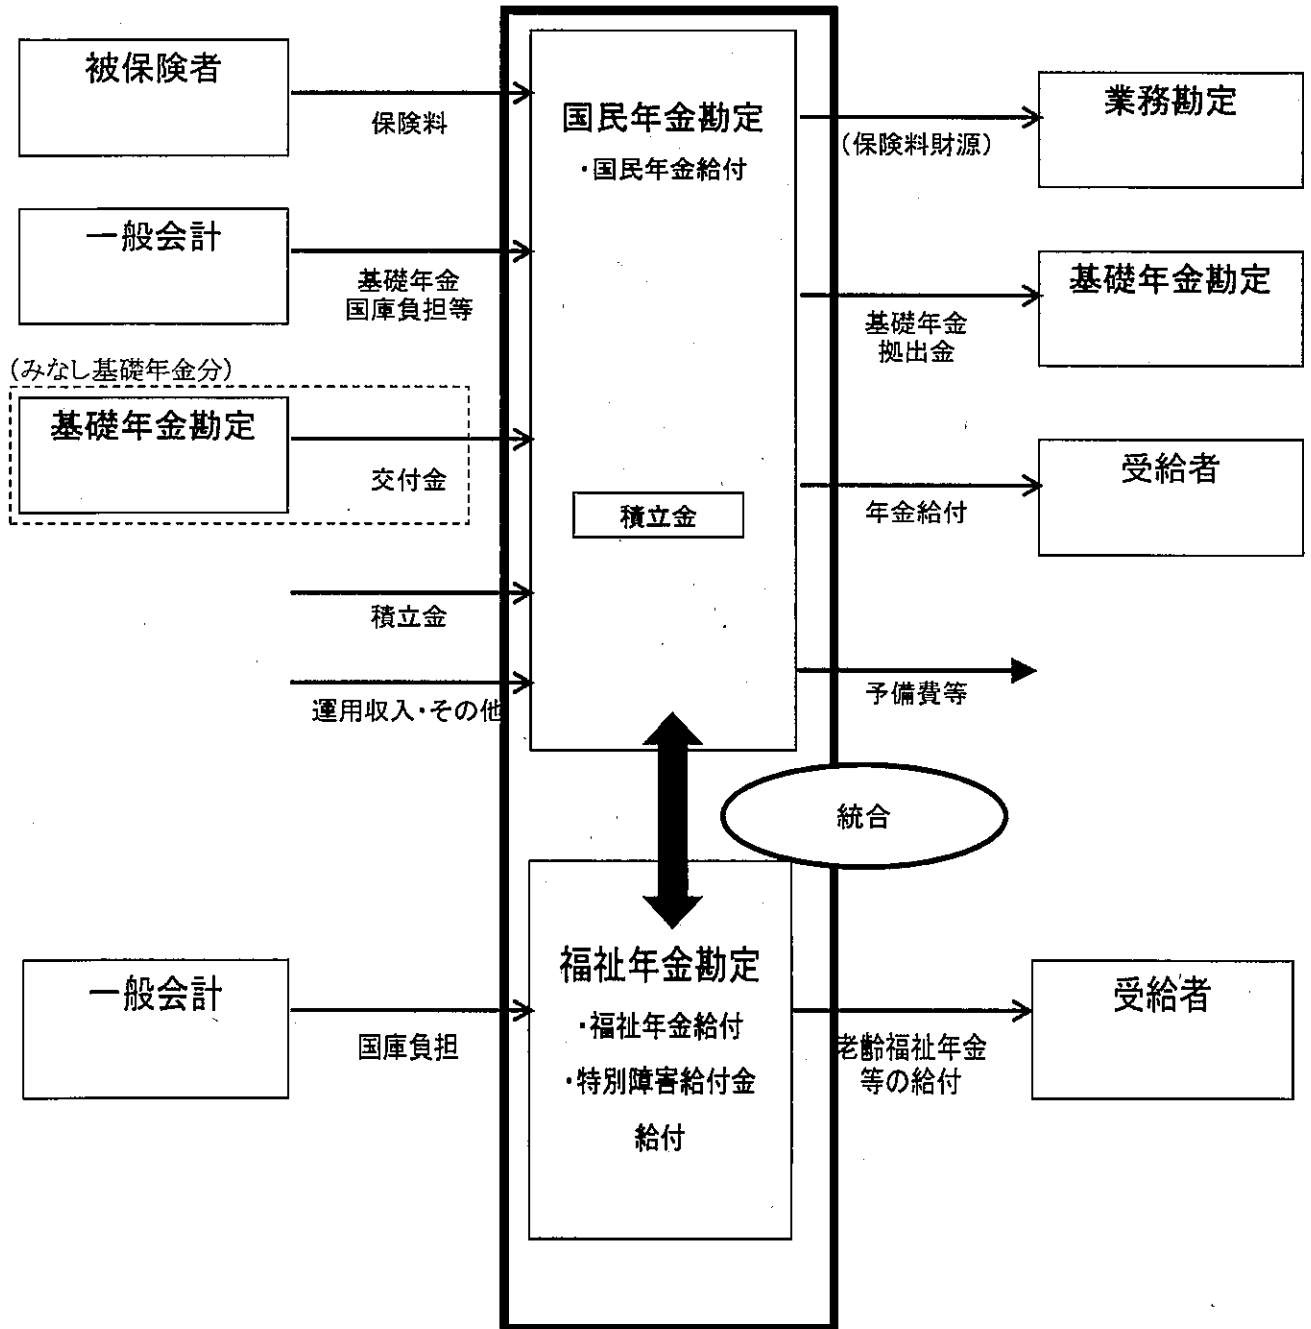 被保険者
保険料
一般会計
基礎年金
国庫負担等
(みなし基礎年金分)
基礎年金勘定
交付金
積立金
運用収入・その他
国民年金勘定
・国民年金給付
積立金
業務勘定
(保険料財源)
基礎年金勘定
基礎年金
拠出金
受給者
年金給付
予備費等
統合
一般会計
国庫負担
福祉年金勘定
・福祉年金給付
・特別障害給付金
給付
老齢福祉年金
等の給付
受給者